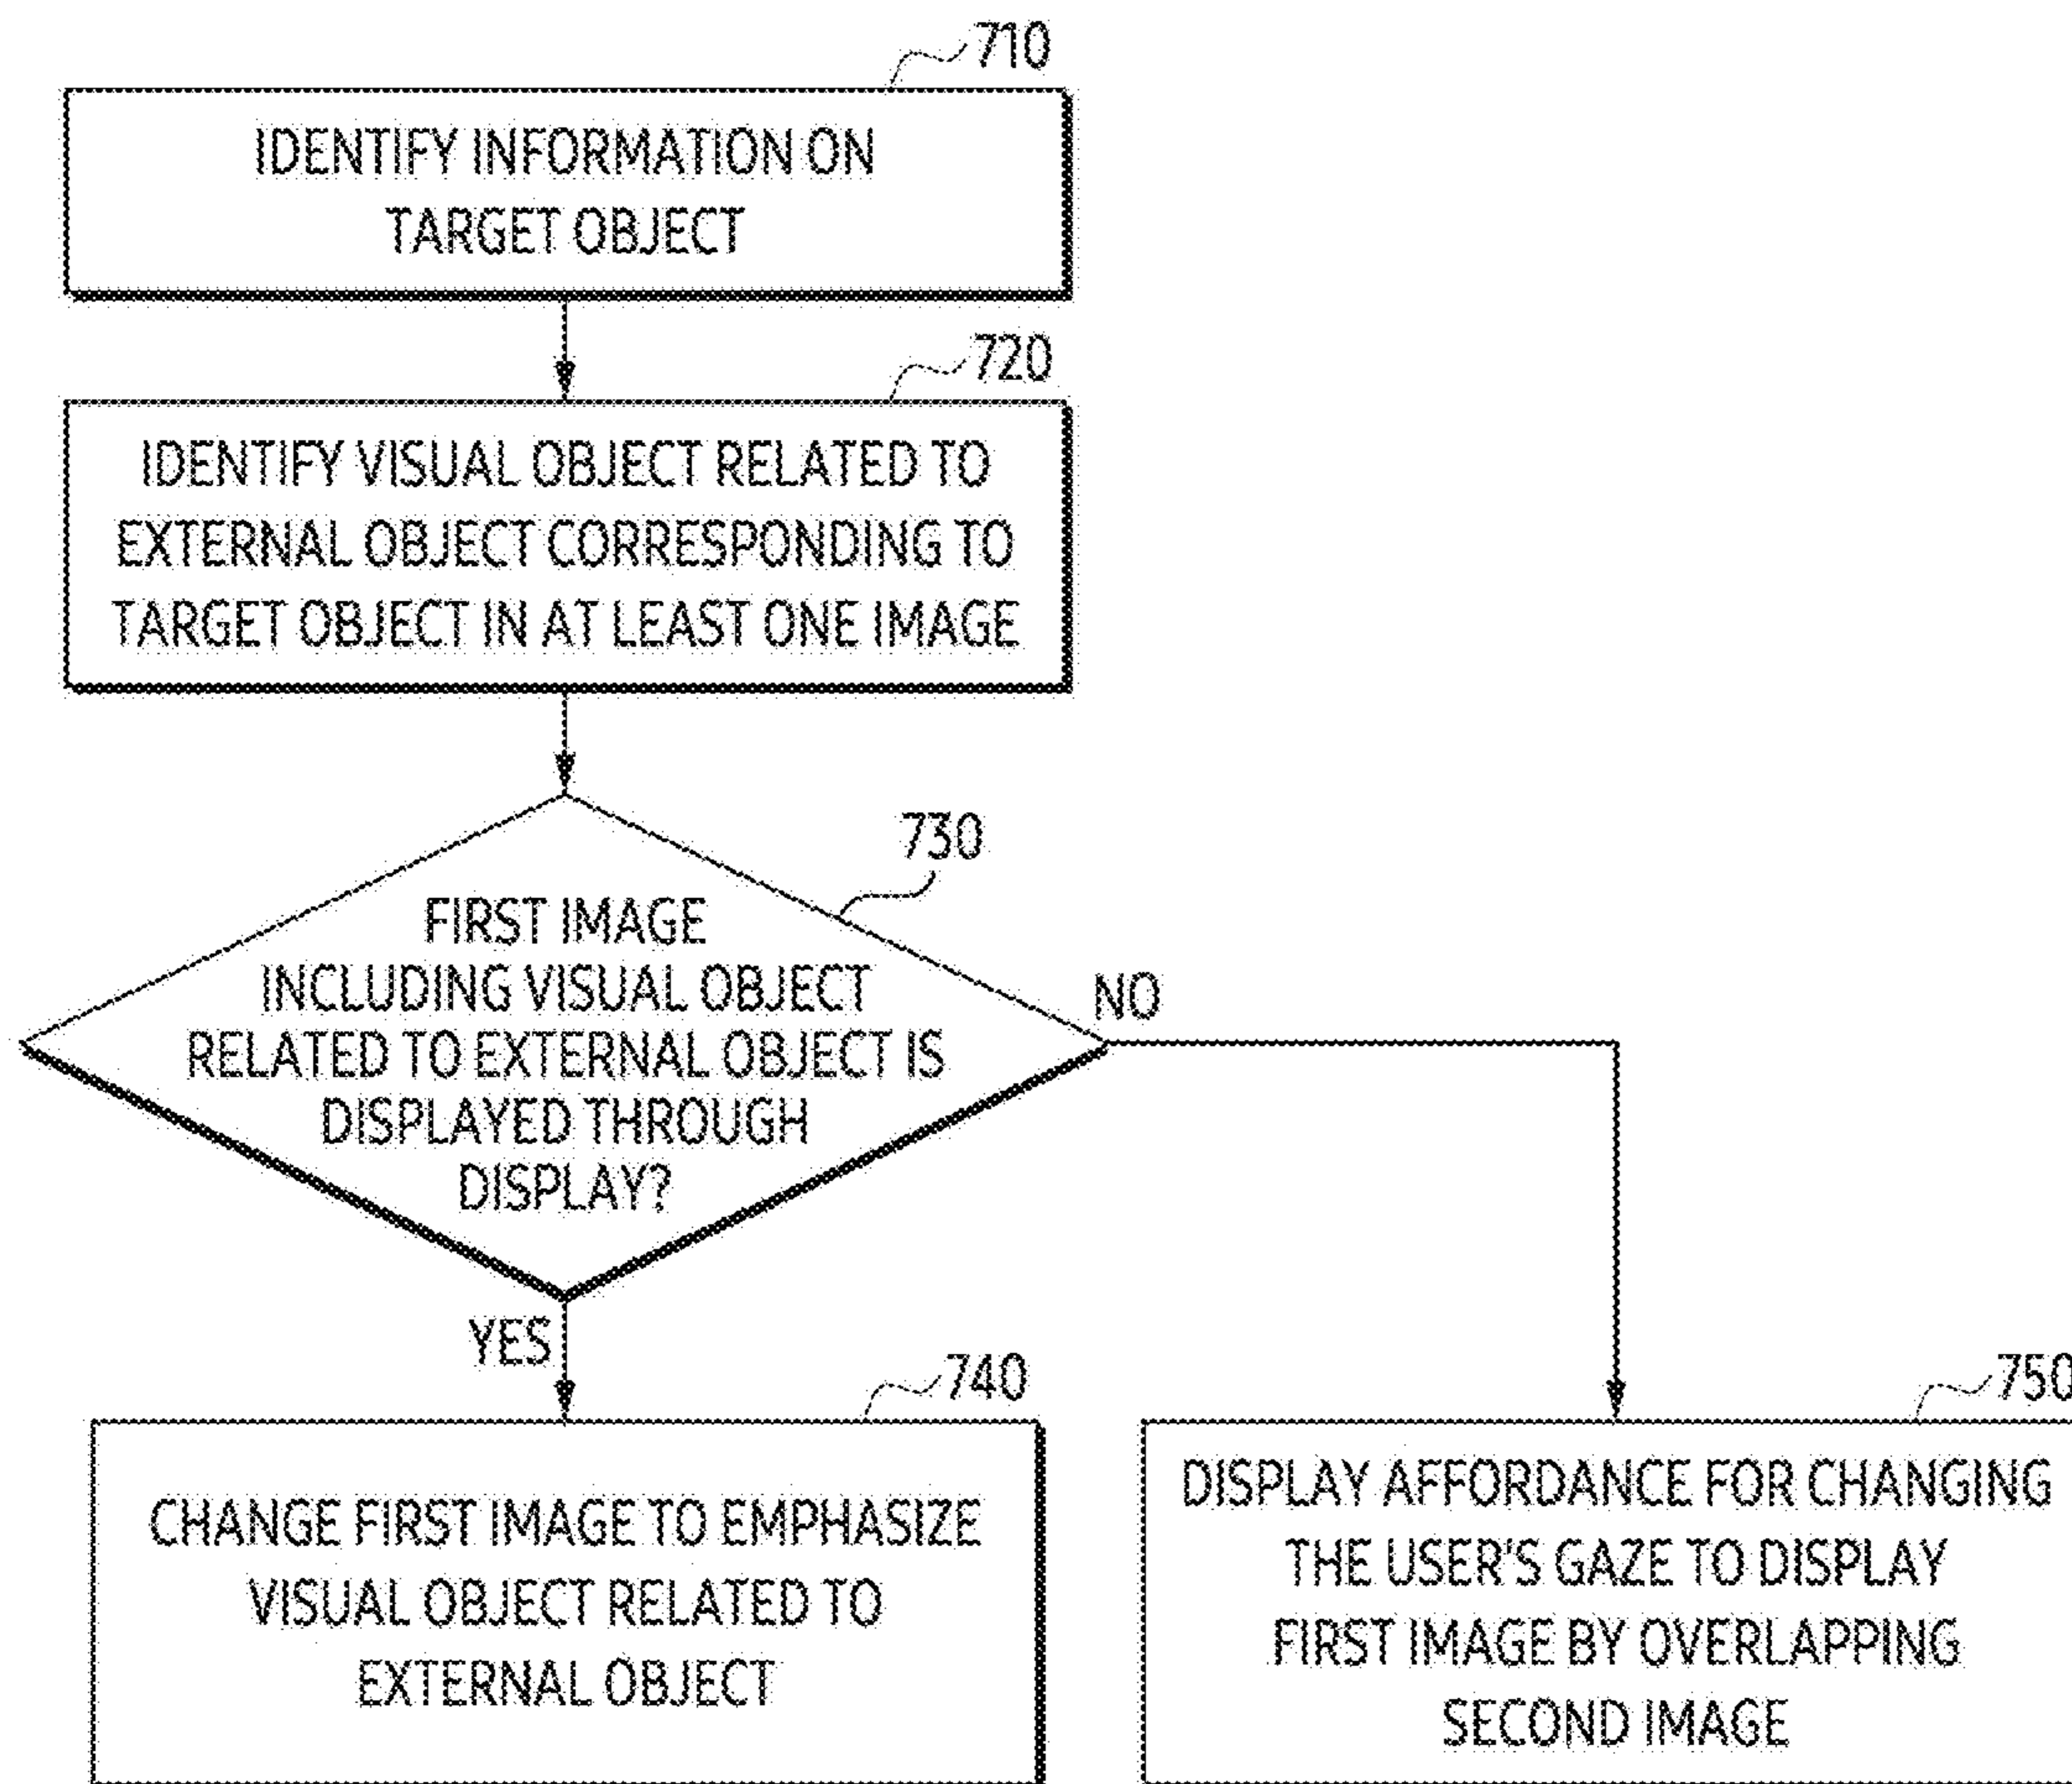 710
IDENTIFY INFORMATION ON
TARGET OBJECT
720
IDENTIFY VISUAL OBJECT RELATED TO
EXTERNAL OBJECT CORRESPONDING TO
TARGET OBJECT IN AT LEAST ONE IMAGE
730
FIRST IMAGE
INCLUDING VISUAL OBJECT
RELATED TO EXTERNAL OBJECT IS
DISPLAYED THROUGH
DISPLAY?
NO
YES
740
CHANGE FIRST IMAGE TO EMPHASIZE
VISUAL OBJECT RELATED TO
EXTERNAL OBJECT
750
DISPLAY AFFORDANCE FOR CHANGING
THE USER'S GAZE TO DISPLAY
FIRST IMAGE BY OVERLAPPING
SECOND IMAGE